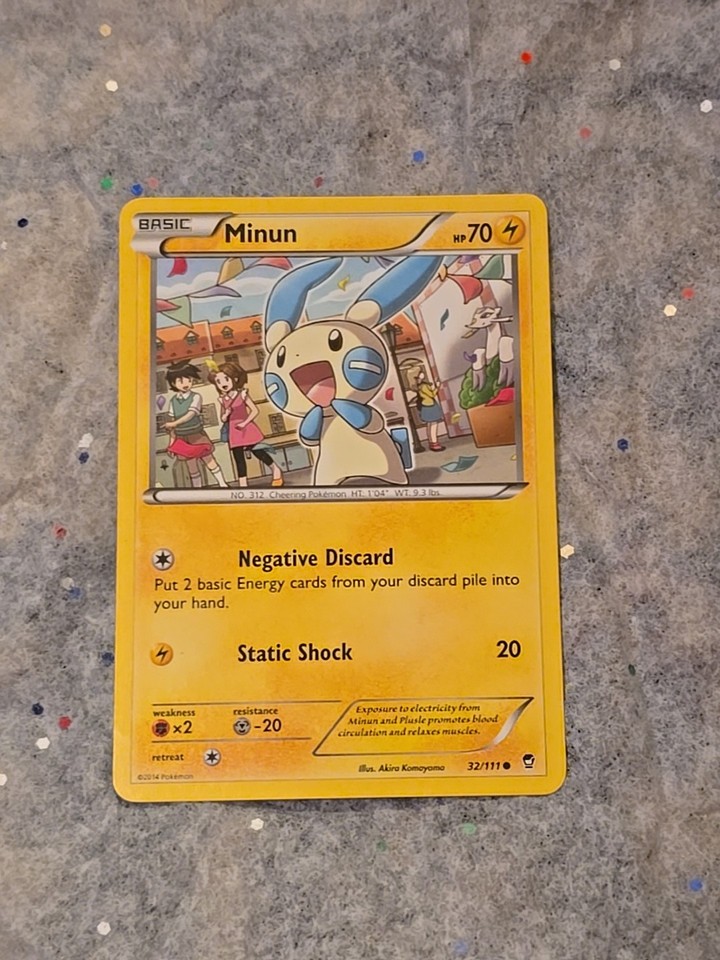 BASIC Minun HP 70
NO. 312 Cheering Pokémon HT: 1'04" WT: 9.3 lbs.
Negative Discard
Put 2 basic Energy cards from your discard pile into
your hand.
Static Shock 20
weakness resistance
×2 -20
retreat
Exposure to electricity from
Minun and Plusle promotes blood
circulation and relaxes muscles.
©2014 Pokémon
Illus. Akira Komayama 32/111